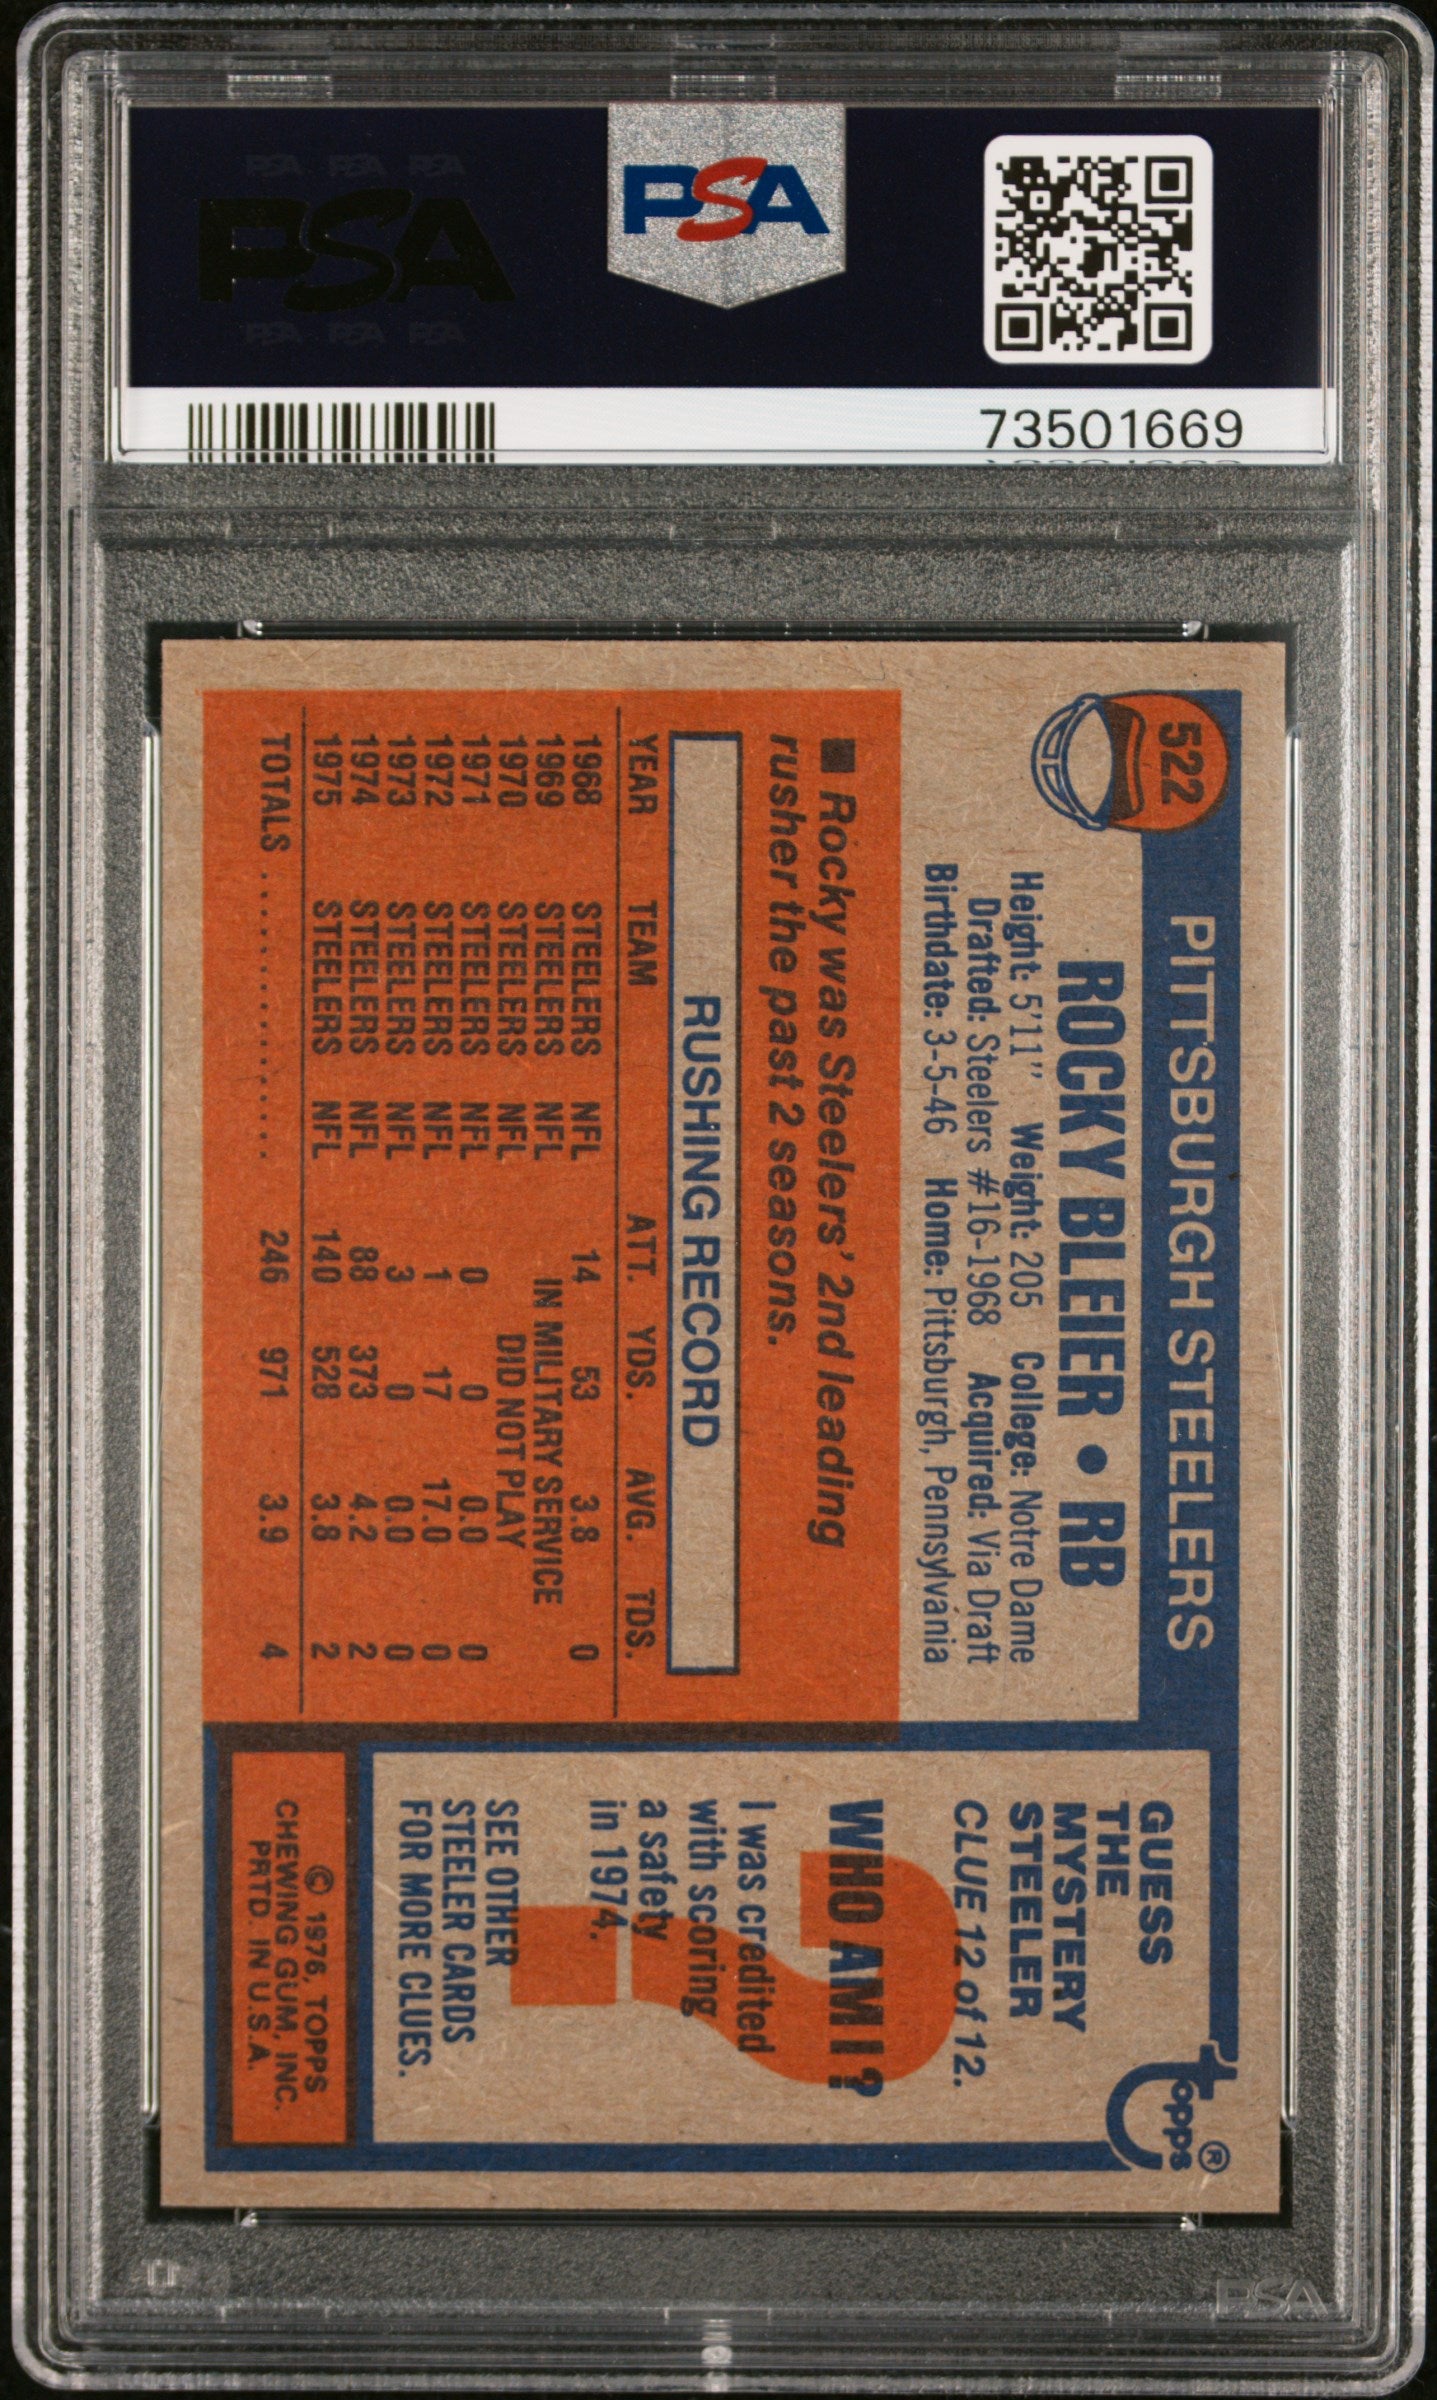 PSA PSA PSA
PSA
PSA PSA PSA
PSA
73501669
522
PITTSBURGH STEELERS
ROCKY BLEIER • RB
Height: 5'11" Weight: 205 College: Notre Dame
Drafted: Steelers #16-1968 Acquired: Via Draft
Birthdate: 3-5-46 Home: Pittsburgh, Pennsylvania
■ Rocky was Steelers' 2nd leading
rusher the past 2 seasons.
RUSHING RECORD
YEAR TEAM ATT. YDS. AVG. TDS.
1968 STEELERS NFL 14 53 3.8 0
1969 STEELERS NFL IN MILITARY SERVICE
1970 STEELERS NFL DID NOT PLAY
1971 STEELERS NFL 0 0 0.0 0
1972 STEELERS NFL 1 17 17.0 0
1973 STEELERS NFL 3 0 0.0 0
1974 STEELERS NFL 88 373 4.2 2
1975 STEELERS NFL 140 528 3.8 2
TOTALS .................. 246 971 3.9 4
topps®
GUESS
THE
MYSTERY
STEELER
CLUE 12 of 12.
WHO AM I?
I was credited
with scoring
a safety
in 1974.
SEE OTHER
STEELER CARDS
FOR MORE CLUES.
© 1976, TOPPS
CHEWING GUM, INC.
PRTD. IN U.S.A.
PSA